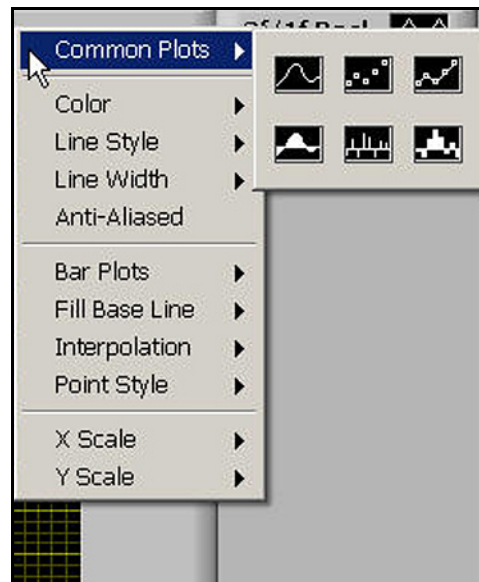 Common Plots
Color
Line Style
Line Width
Anti-Aliased
Bar Plots
Fill Base Line
Interpolation
Point Style
X Scale
Y Scale